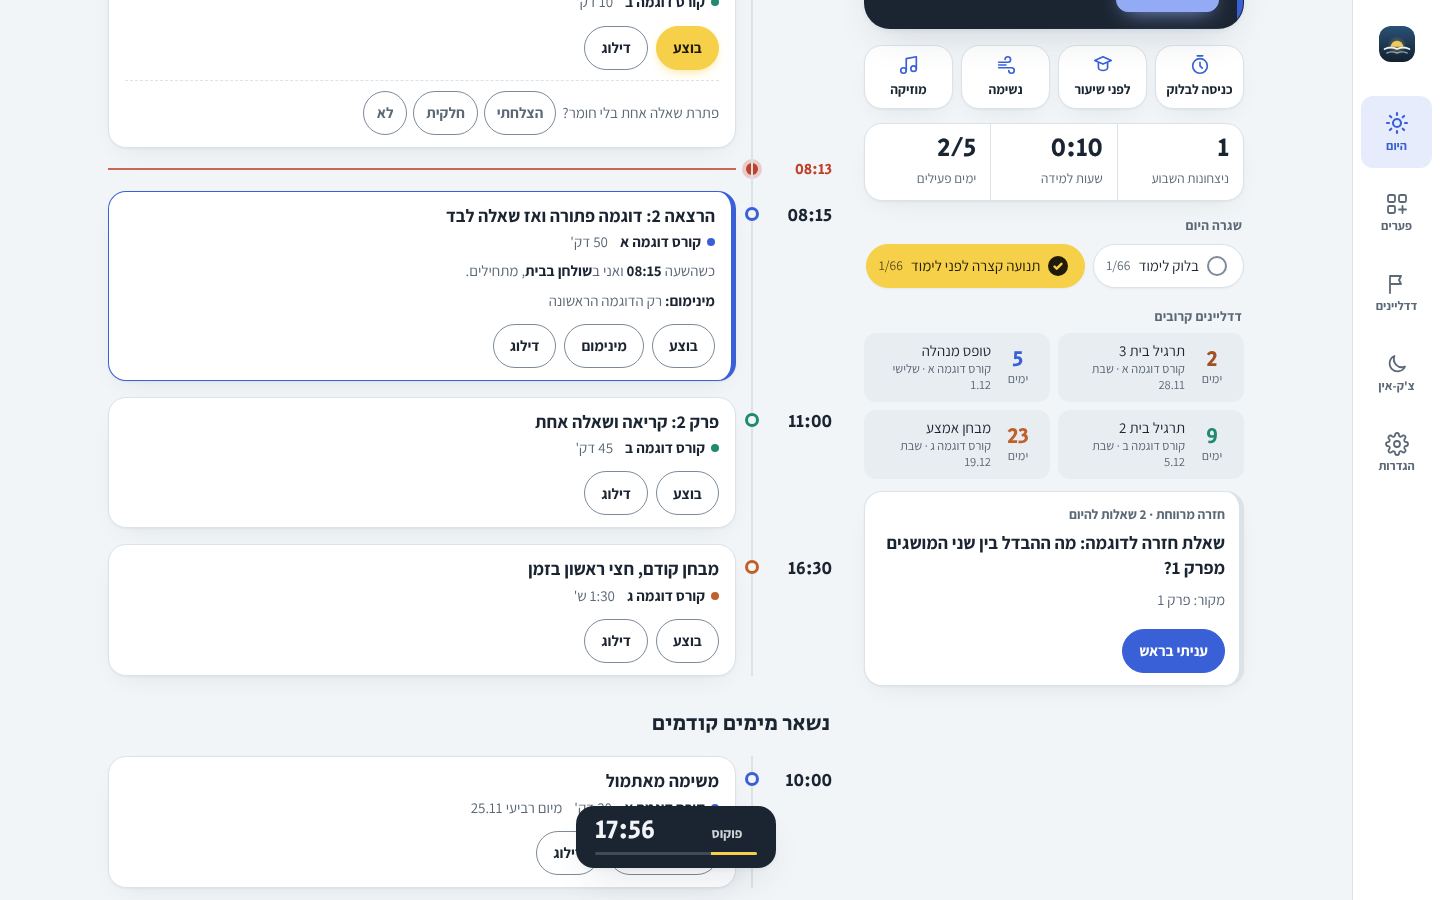 היום
פערים
דדליינים
צ'ק-אין
הגדרות
כניסה לבלוק
לפני שיעור
נשימה
מוזיקה
1
ניצחונות השבוע
0:10
שעות למידה
2/5
ימים פעילים
שגרה היום
בלוק לימוד 1/66
תנועה קצרה לפני לימוד 1/66
דדליינים קרובים
2
ימים
תרגיל בית 3
קורס דוגמה א · שבת
28.11
5
ימים
טופס מנהלה
קורס דוגמה א · שלישי
1.12
9
ימים
תרגיל בית 2
קורס דוגמה ב · שבת
5.12
23
ימים
מבחן אמצע
קורס דוגמה ג · שבת
19.12
חזרה מרווחת · 2 שאלות להיום
שאלת חזרה לדוגמה: מה ההבדל בין שני המושגים
מפרק 1?
מקור: פרק 1
עניתי בראש
קורס דוגמה ב 10 דק'
בוצע דילוג
פתרת שאלה אחת בלי חומר? הצלחתי חלקית לא
08:13
08:15
הרצאה 2: דוגמה פתורה ואז שאלה לבד
קורס דוגמה א 50 דק'
כשהשעה 08:15 ואני בשולחן בבית, מתחילים.
מינימום: רק הדוגמה הראשונה
בוצע מינימום דילוג
11:00
פרק 2: קריאה ושאלה אחת
קורס דוגמה ב 45 דק'
בוצע דילוג
16:30
מבחן קודם, חצי ראשון בזמן
קורס דוגמה ג 1:30 ש'
בוצע דילוג
נשאר מימים קודמים
10:00
משימה מאתמול
מיום רביעי 25.11
פוקוס
17:56